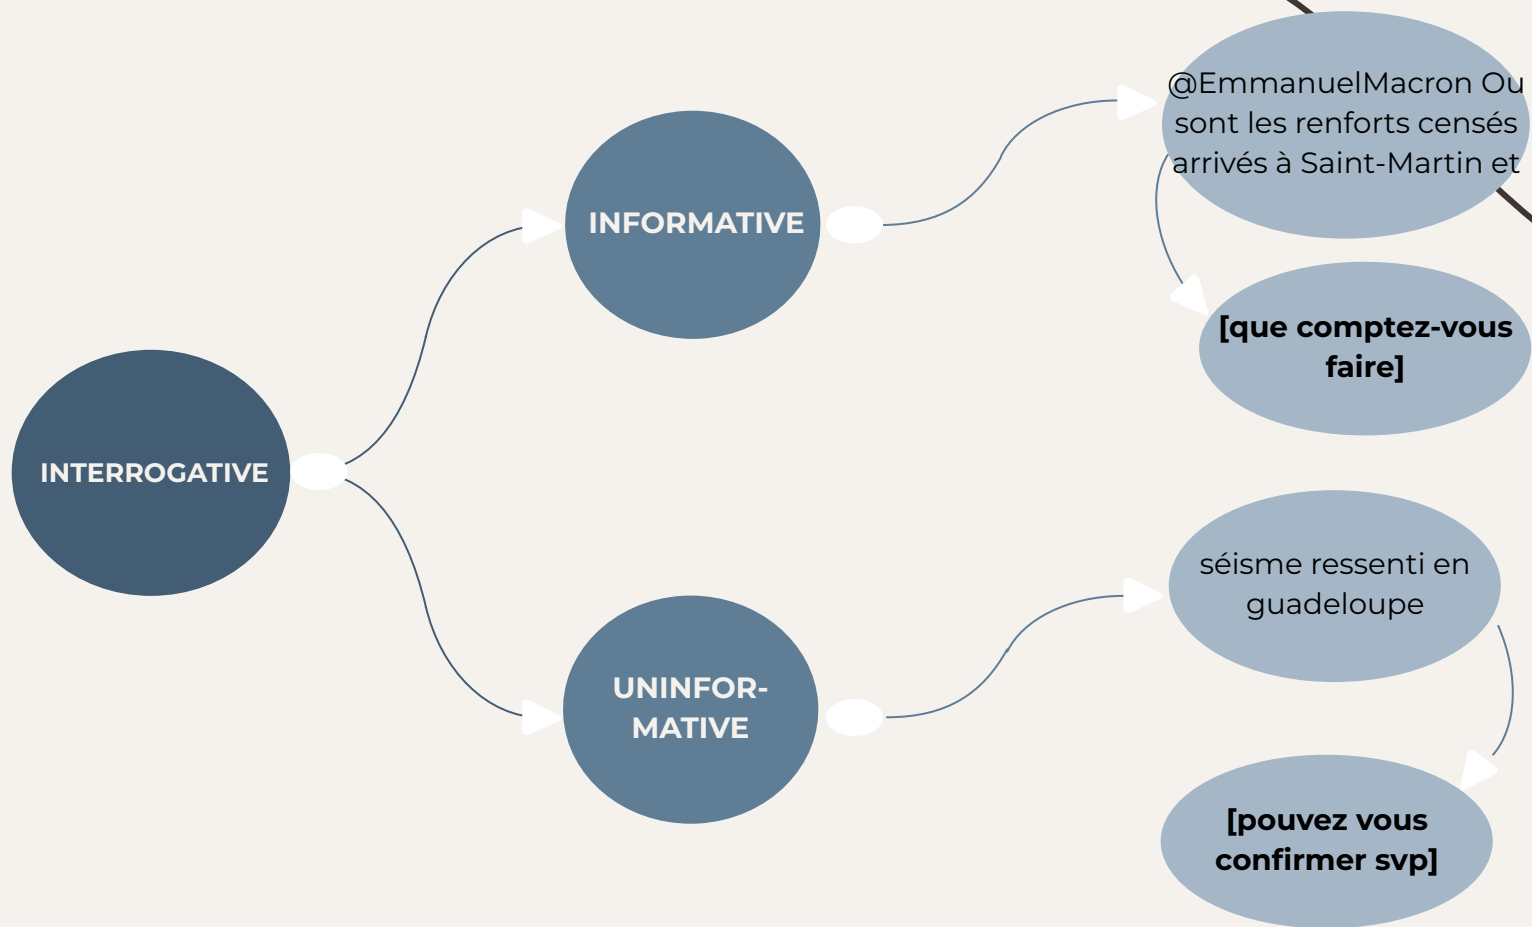 INTERROGATIVE
INFORMATIVE
@EmmanuelMacron Ou
sont les renforts censés
arrivés à Saint-Martin et
[que comptez-vous
faire]
UNINFOR-
MATIVE
séisme ressenti en
guadeloupe
[pouvez vous
confirmer svp]